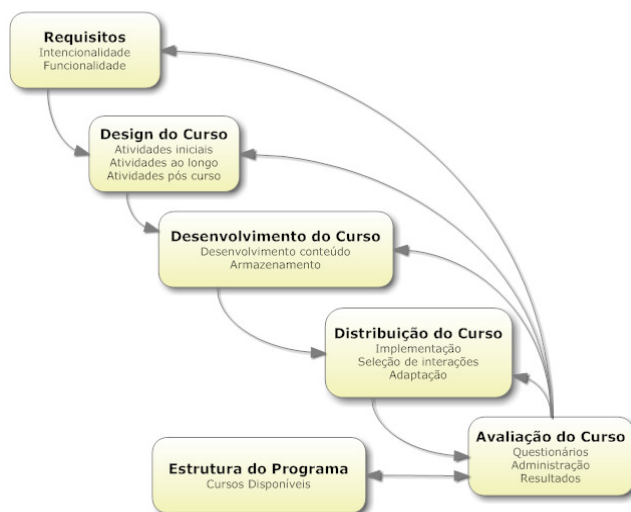 Requisitos
Intencionalidade
Funcionalidade
Design do Curso
Atividades iniciais
Atividades ao longo
Atividades pós curso
Desenvolvimento do Curso
Desenvolvimento conteúdo
Armazenamento
Distribuição do Curso
Implementação
Seleção de interações
Adaptação
Avaliação do Curso
Questionários
Administração
Resultados
Estrutura do Programa
Cursos Disponíveis